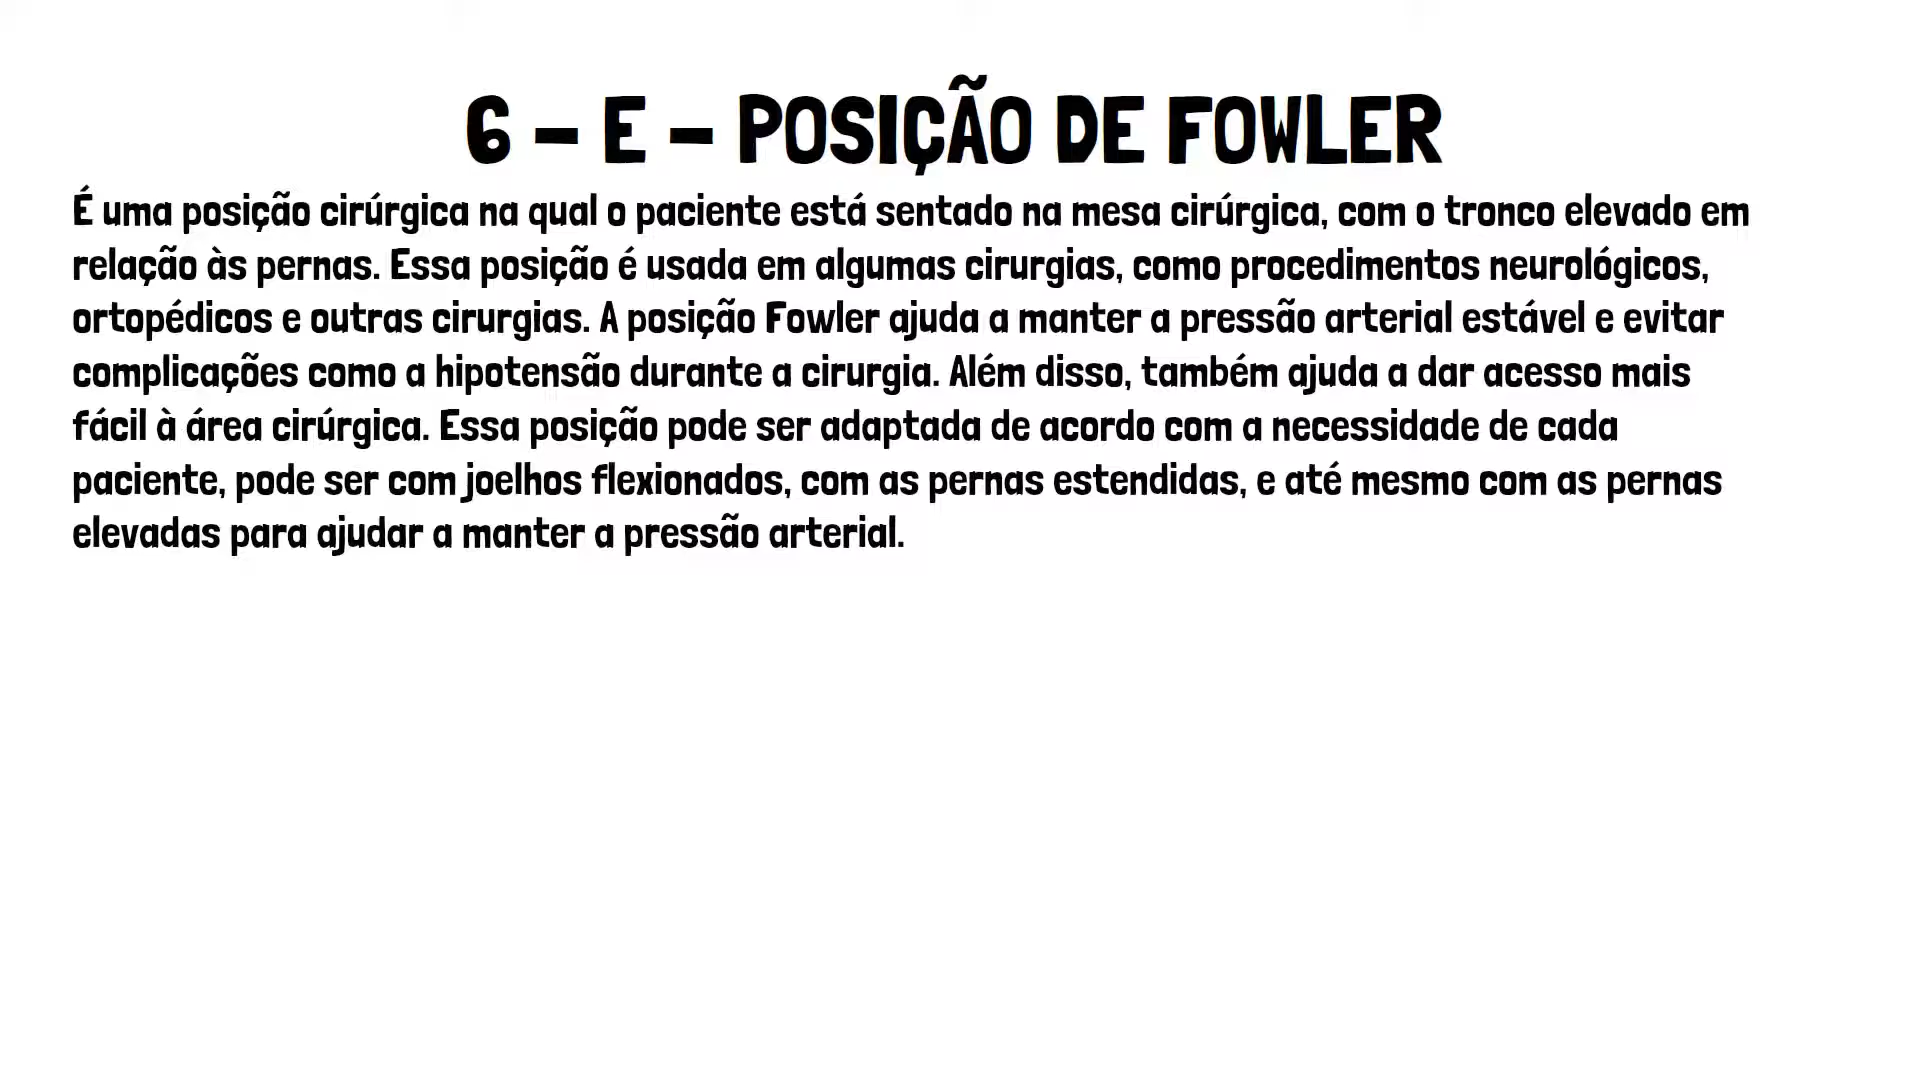 6 - E - POSIÇÃO DE FOWLER
É uma posição cirúrgica na qual o paciente está sentado na mesa cirúrgica, com o tronco elevado em
relação às pernas. Essa posição é usada em algumas cirurgias, como procedimentos neurológicos,
ortopédicos e outras cirurgias. A posição Fowler ajuda a manter a pressão arterial estável e evitar
complicações como a hipotensão durante a cirurgia. Além disso, também ajuda a dar acesso mais
fácil à área cirúrgica. Essa posição pode ser adaptada de acordo com a necessidade de cada
paciente, pode ser com joelhos flexionados, com as pernas estendidas, e até mesmo com as pernas
elevadas para ajudar a manter a pressão arterial.